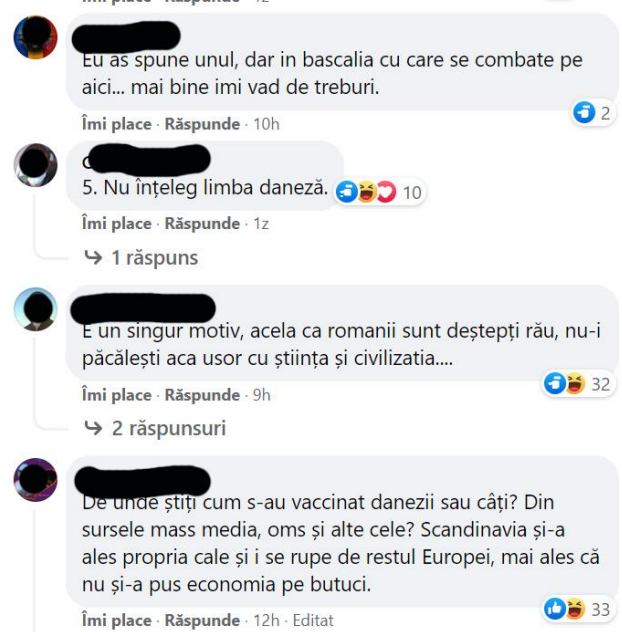 Eu as spune unul, dar in bascalia cu care se combate pe
aici... mai bine imi vad de treburi.
2
Îmi place · Răspunde · 10h
5. Nu înțeleg limba daneză.
10
Îmi place · Răspunde · 1z
1 răspuns
E un singur motiv, acela ca romanii sunt deștepți rău, nu-i
păcălești aca usor cu știința și civilizatia....
32
Îmi place · Răspunde · 9h
2 răspunsuri
De unde știți cum s-au vaccinat danezii sau câți? Din
sursele mass media, oms și alte cele? Scandinavia și-a
ales propria cale și i se rupe de restul Europei, mai ales că
nu și-a pus economia pe butuci.
33
Îmi place · Răspunde · 12h · Editat